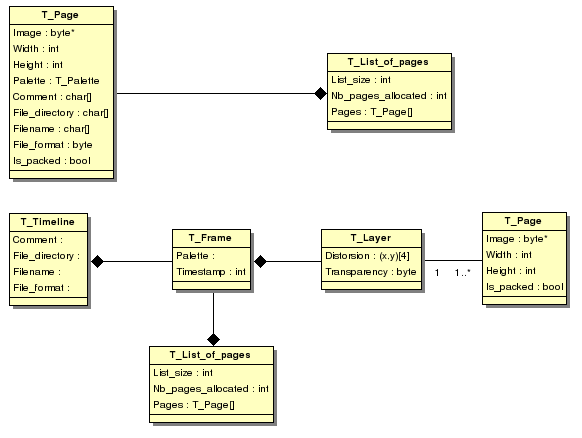 T_Page
Image : byte*
Width : int
Height : int
Palette : T_Palette
Comment : char[]
File_directory : char[]
Filename : char[]
File_format : byte
Is_packed : bool
T_List_of_pages
List_size : int
Nb_pages_allocated : int
Pages : T_Page[]
T_Timeline
Comment :
File_directory :
Filename :
File_format :
T_Frame
Palette :
Timestamp : int
T_Layer
Distorsion : (x.y)[4]
Transparency : byte
1 1..*
T_Page
Image : byte*
Width : int
Height : int
Is_packed : bool
T_List_of_pages
List_size : int
Nb_pages_allocated : int
Pages : T_Page[]